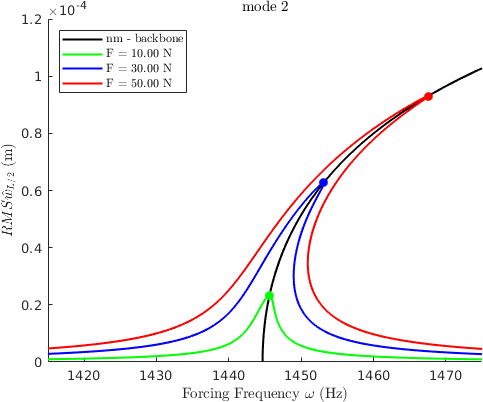 mode 2
×10⁻⁴
nm - backbone
F = 10.00 N
F = 30.00 N
F = 50.00 N
1.2
1
0.8
0.6
0.4
0.2
0
RMS ŵ_{L/2} (m)
1420 1430 1440 1450 1460 1470
Forcing Frequency ω (Hz)